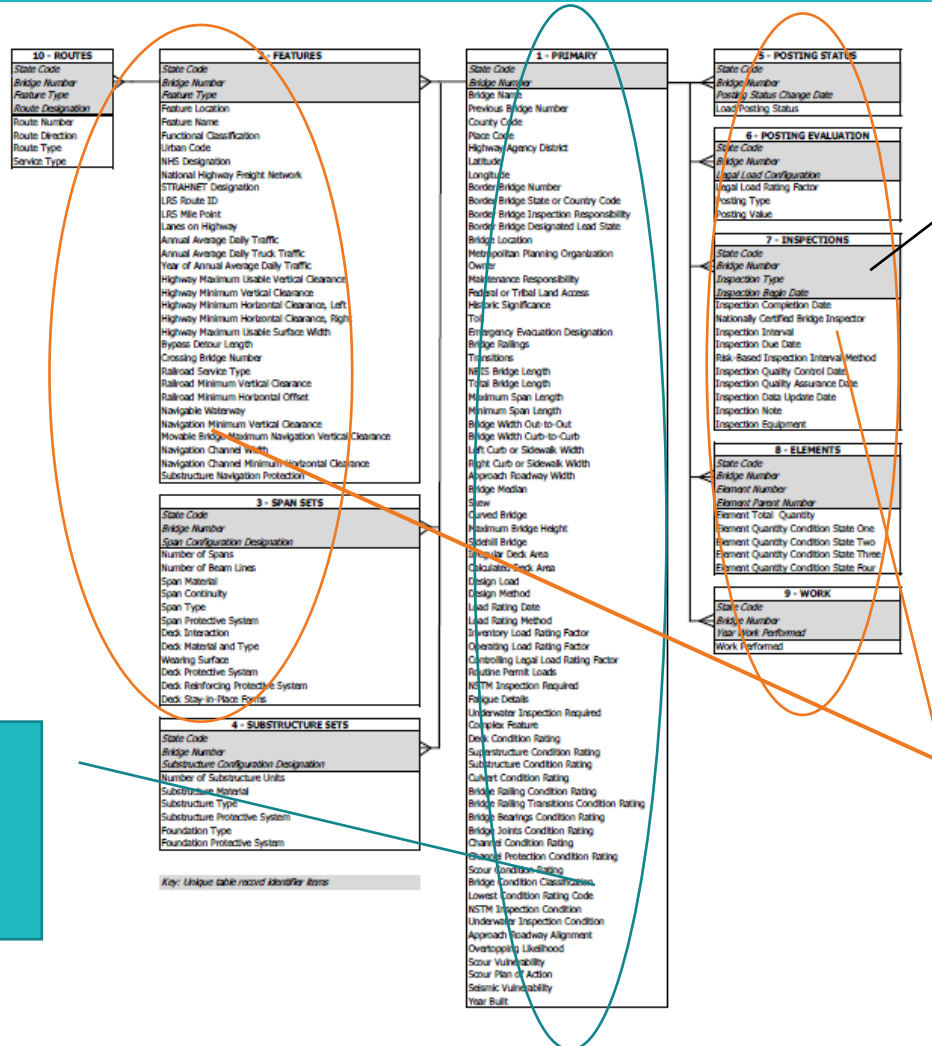 10 - ROUTES
State Code
Bridge Number
Feature Type
Route Designation
Route Number
Route Direction
Route Type
Service Type
2 - FEATURES
State Code
Bridge Number
Feature Type
Feature Location
Feature Name
Functional Classification
Urban Code
NHS Designation
National Highway Freight Network
STRAHNET Designation
LRS Route ID
LRS Mile Point
Lanes on Highway
Annual Average Daily Traffic
Annual Average Daily Truck Traffic
Year of Annual Average Daily Traffic
Highway Maximum Usable Vertical Clearance
Highway Minimum Vertical Clearance
Highway Minimum Horizontal Clearance, Left
Highway Minimum Horizontal Clearance, Right
Highway Maximum Usable Surface Width
Bypass Detour Length
Crossing Bridge Number
Railroad Service Type
Railroad Minimum Vertical Clearance
Railroad Minimum Horizontal Offset
Navigable Waterway
Navigation Minimum Vertical Clearance
Movable Bridge Maximum Navigation Vertical Clearance
Navigation Channel Width
Navigation Channel Minimum Horizontal Clearance
Substructure Navigation Protection
3 - SPAN SETS
State Code
Bridge Number
Span Configuration Designation
Number of Spans
Number of Beam Lines
Span Material
Span Continuity
Span Type
Span Protective System
Deck Interaction
Deck Material and Type
Wearing Surface
Deck Protective System
Deck Reinforcing Protective System
Deck Stay-in-Place Forms
4 - SUBSTRUCTURE SETS
State Code
Bridge Number
Substructure Configuration Designation
Number of Substructure Units
Substructure Material
Substructure Type
Substructure Protective System
Foundation Type
Foundation Protective System
Key: Unique table record identifier items
1 - PRIMARY
State Code
Bridge Number
Bridge Name
Previous Bridge Number
County Code
Place Code
Highway Agency District
Latitude
Longitude
Border Bridge Number
Border Bridge State or Country Code
Border Bridge Inspection Responsibility
Border Bridge Designated Lead State
Bridge Location
Metropolitan Planning Organization
Owner
Maintenance Responsibility
Federal or Tribal Land Access
Historic Significance
Toll
Emergency Evacuation Designation
Bridge Railings
Transitions
NBIS Bridge Length
Total Bridge Length
Maximum Span Length
Minimum Span Length
Bridge Width Out-to-Out
Bridge Width Curb-to-Curb
Left Curb or Sidewalk Width
Right Curb or Sidewalk Width
Approach Roadway Width
Bridge Median
Skew
Curved Bridge
Maximum Bridge Height
Sidehill Bridge
Irregular Deck Area
Calculated Deck Area
Design Load
Design Method
Load Rating Date
Load Rating Method
Inventory Load Rating Factor
Operating Load Rating Factor
Controlling Legal Load Rating Factor
Routine Permit Loads
NSTM Inspection Required
Fatigue Details
Underwater Inspection Required
Complex Feature
Deck Condition Rating
Superstructure Condition Rating
Substructure Condition Rating
Culvert Condition Rating
Bridge Railing Condition Rating
Bridge Railing Transitions Condition Rating
Bridge Bearings Condition Rating
Bridge Joints Condition Rating
Channel Condition Rating
Channel Protection Condition Rating
Scour Condition Rating
Bridge Condition Classification
Lowest Condition Rating Code
NSTM Inspection Condition
Underwater Inspection Condition
Approach Roadway Alignment
Overtopping Likelihood
Scour Vulnerability
Scour Plan of Action
Seismic Vulnerability
Year Built
5 - POSTING STATUS
State Code
Bridge Number
Posting Status Change Date
Load Posting Status
6 - POSTING EVALUATION
State Code
Bridge Number
Legal Load Configuration
Legal Load Rating Factor
Posting Type
Posting Value
7 - INSPECTIONS
State Code
Bridge Number
Inspection Type
Inspection Begin Date
Inspection Completion Date
Nationally Certified Bridge Inspector
Inspection Interval
Inspection Due Date
Risk-Based Inspection Interval Method
Inspection Quality Control Date
Inspection Quality Assurance Date
Inspection Data Update Date
Inspection Note
Inspection Equipment
8 - ELEMENTS
State Code
Bridge Number
Element Number
Element Parent Number
Element Total Quantity
Element Quantity Condition State One
Element Quantity Condition State Two
Element Quantity Condition State Three
Element Quantity Condition State Four
9 - WORK
State Code
Bridge Number
Year Work Performed
Work Performed